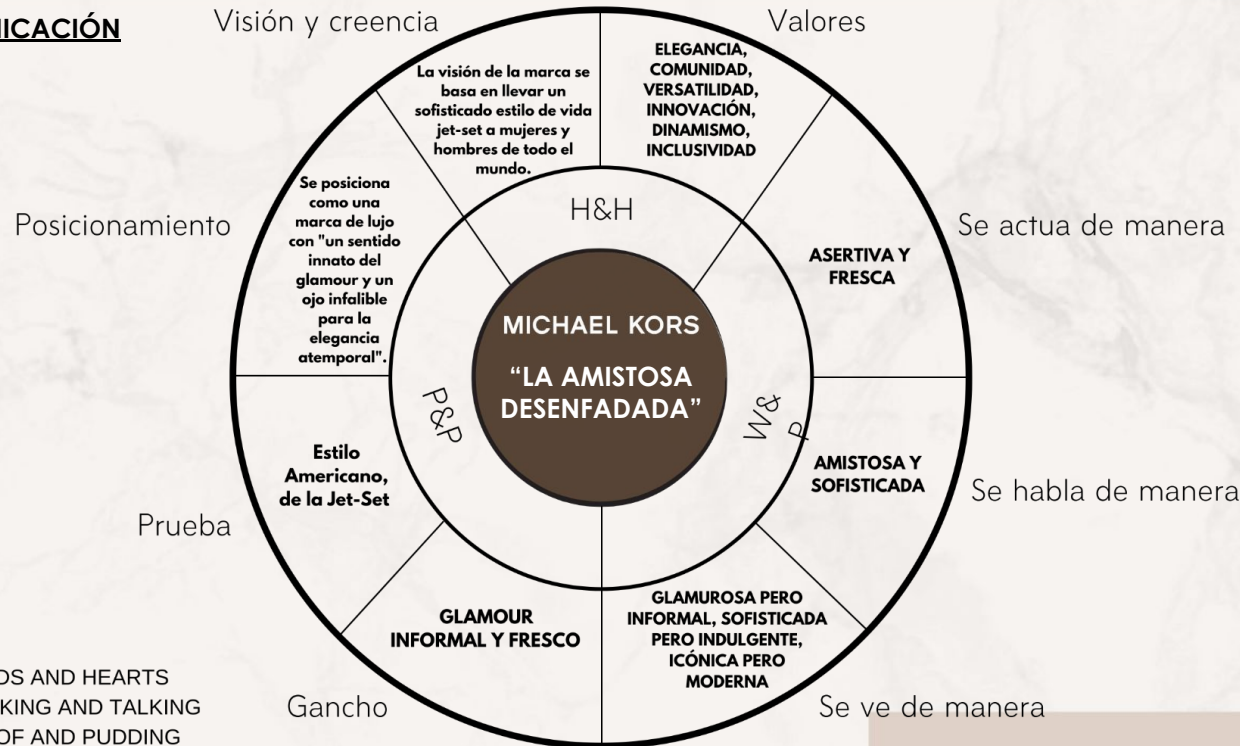 NICACIÓN
Visión y creencia
Valores
La visión de la marca se
basa en llevar un
sofisticado estilo de vida
jet-set a mujeres y
hombres de todo el
mundo.
ELEGANCIA,
COMUNIDAD,
VERSATILIDAD,
INNOVACIÓN,
DINAMISMO,
INCLUSIVIDAD
Posicionamiento
Se posiciona
como una
marca de lujo
con "un sentido
innato del
glamour y un
ojo infalible
para la
elegancia
atemporal".
H&H
Se actua de manera
ASERTIVA Y
FRESCA
MICHAEL KORS
“LA AMISTOSA
DESENFADADA”
P&P
W&
P
Estilo
Americano,
de la Jet-Set
Prueba
AMISTOSA Y
SOFISTICADA
Se habla de manera
GLAMOUR
INFORMAL Y FRESCO
Gancho
GLAMUROSA PERO
INFORMAL, SOFISTICADA
PERO INDULGENTE,
ICÓNICA PERO
MODERNA
Se ve de manera
DS AND HEARTS
KING AND TALKING
OF AND PUDDING